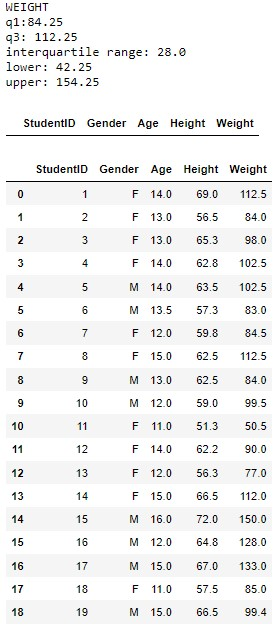 WEIGHT
q1:84.25
q3: 112.25
interquartile range: 28.0
lower: 42.25
upper: 154.25
StudentID Gender Age Height Weight
StudentID Gender Age Height Weight
0 1 F 14.0 69.0 112.5
1 2 F 13.0 56.5 84.0
2 3 F 13.0 65.3 98.0
3 4 F 14.0 62.8 102.5
4 5 M 14.0 63.5 102.5
5 6 M 13.5 57.3 83.0
6 7 F 12.0 59.8 84.5
7 8 F 15.0 62.5 112.5
8 9 M 13.0 62.5 84.0
9 10 M 12.0 59.0 99.5
10 11 F 11.0 51.3 50.5
11 12 F 14.0 62.2 90.0
12 13 F 12.0 56.3 77.0
13 14 F 15.0 66.5 112.0
14 15 M 16.0 72.0 150.0
15 16 M 12.0 64.8 128.0
16 17 M 15.0 67.0 133.0
17 18 F 11.0 57.5 85.0
18 19 M 15.0 66.5 99.4